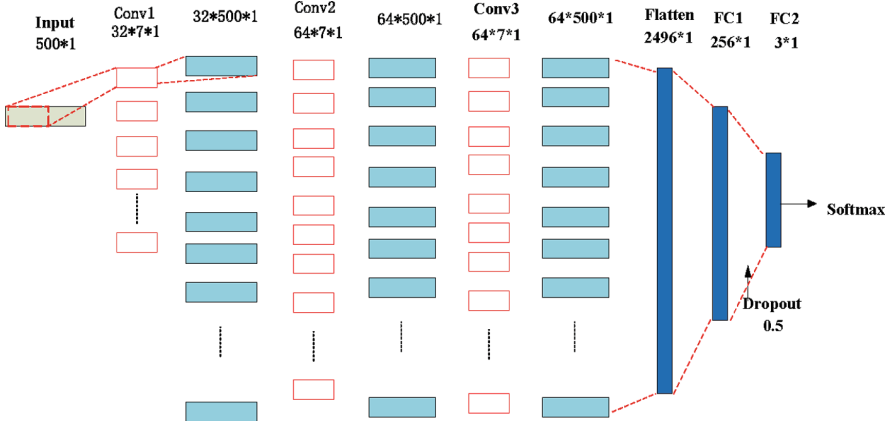 Input
500*1
Conv1
32*7*1
32*500*1
Conv2
64*7*1
64*500*1
Conv3
64*7*1
64*500*1
Flatten
2496*1
FC1
256*1
FC2
3*1
Softmax
Dropout
0.5